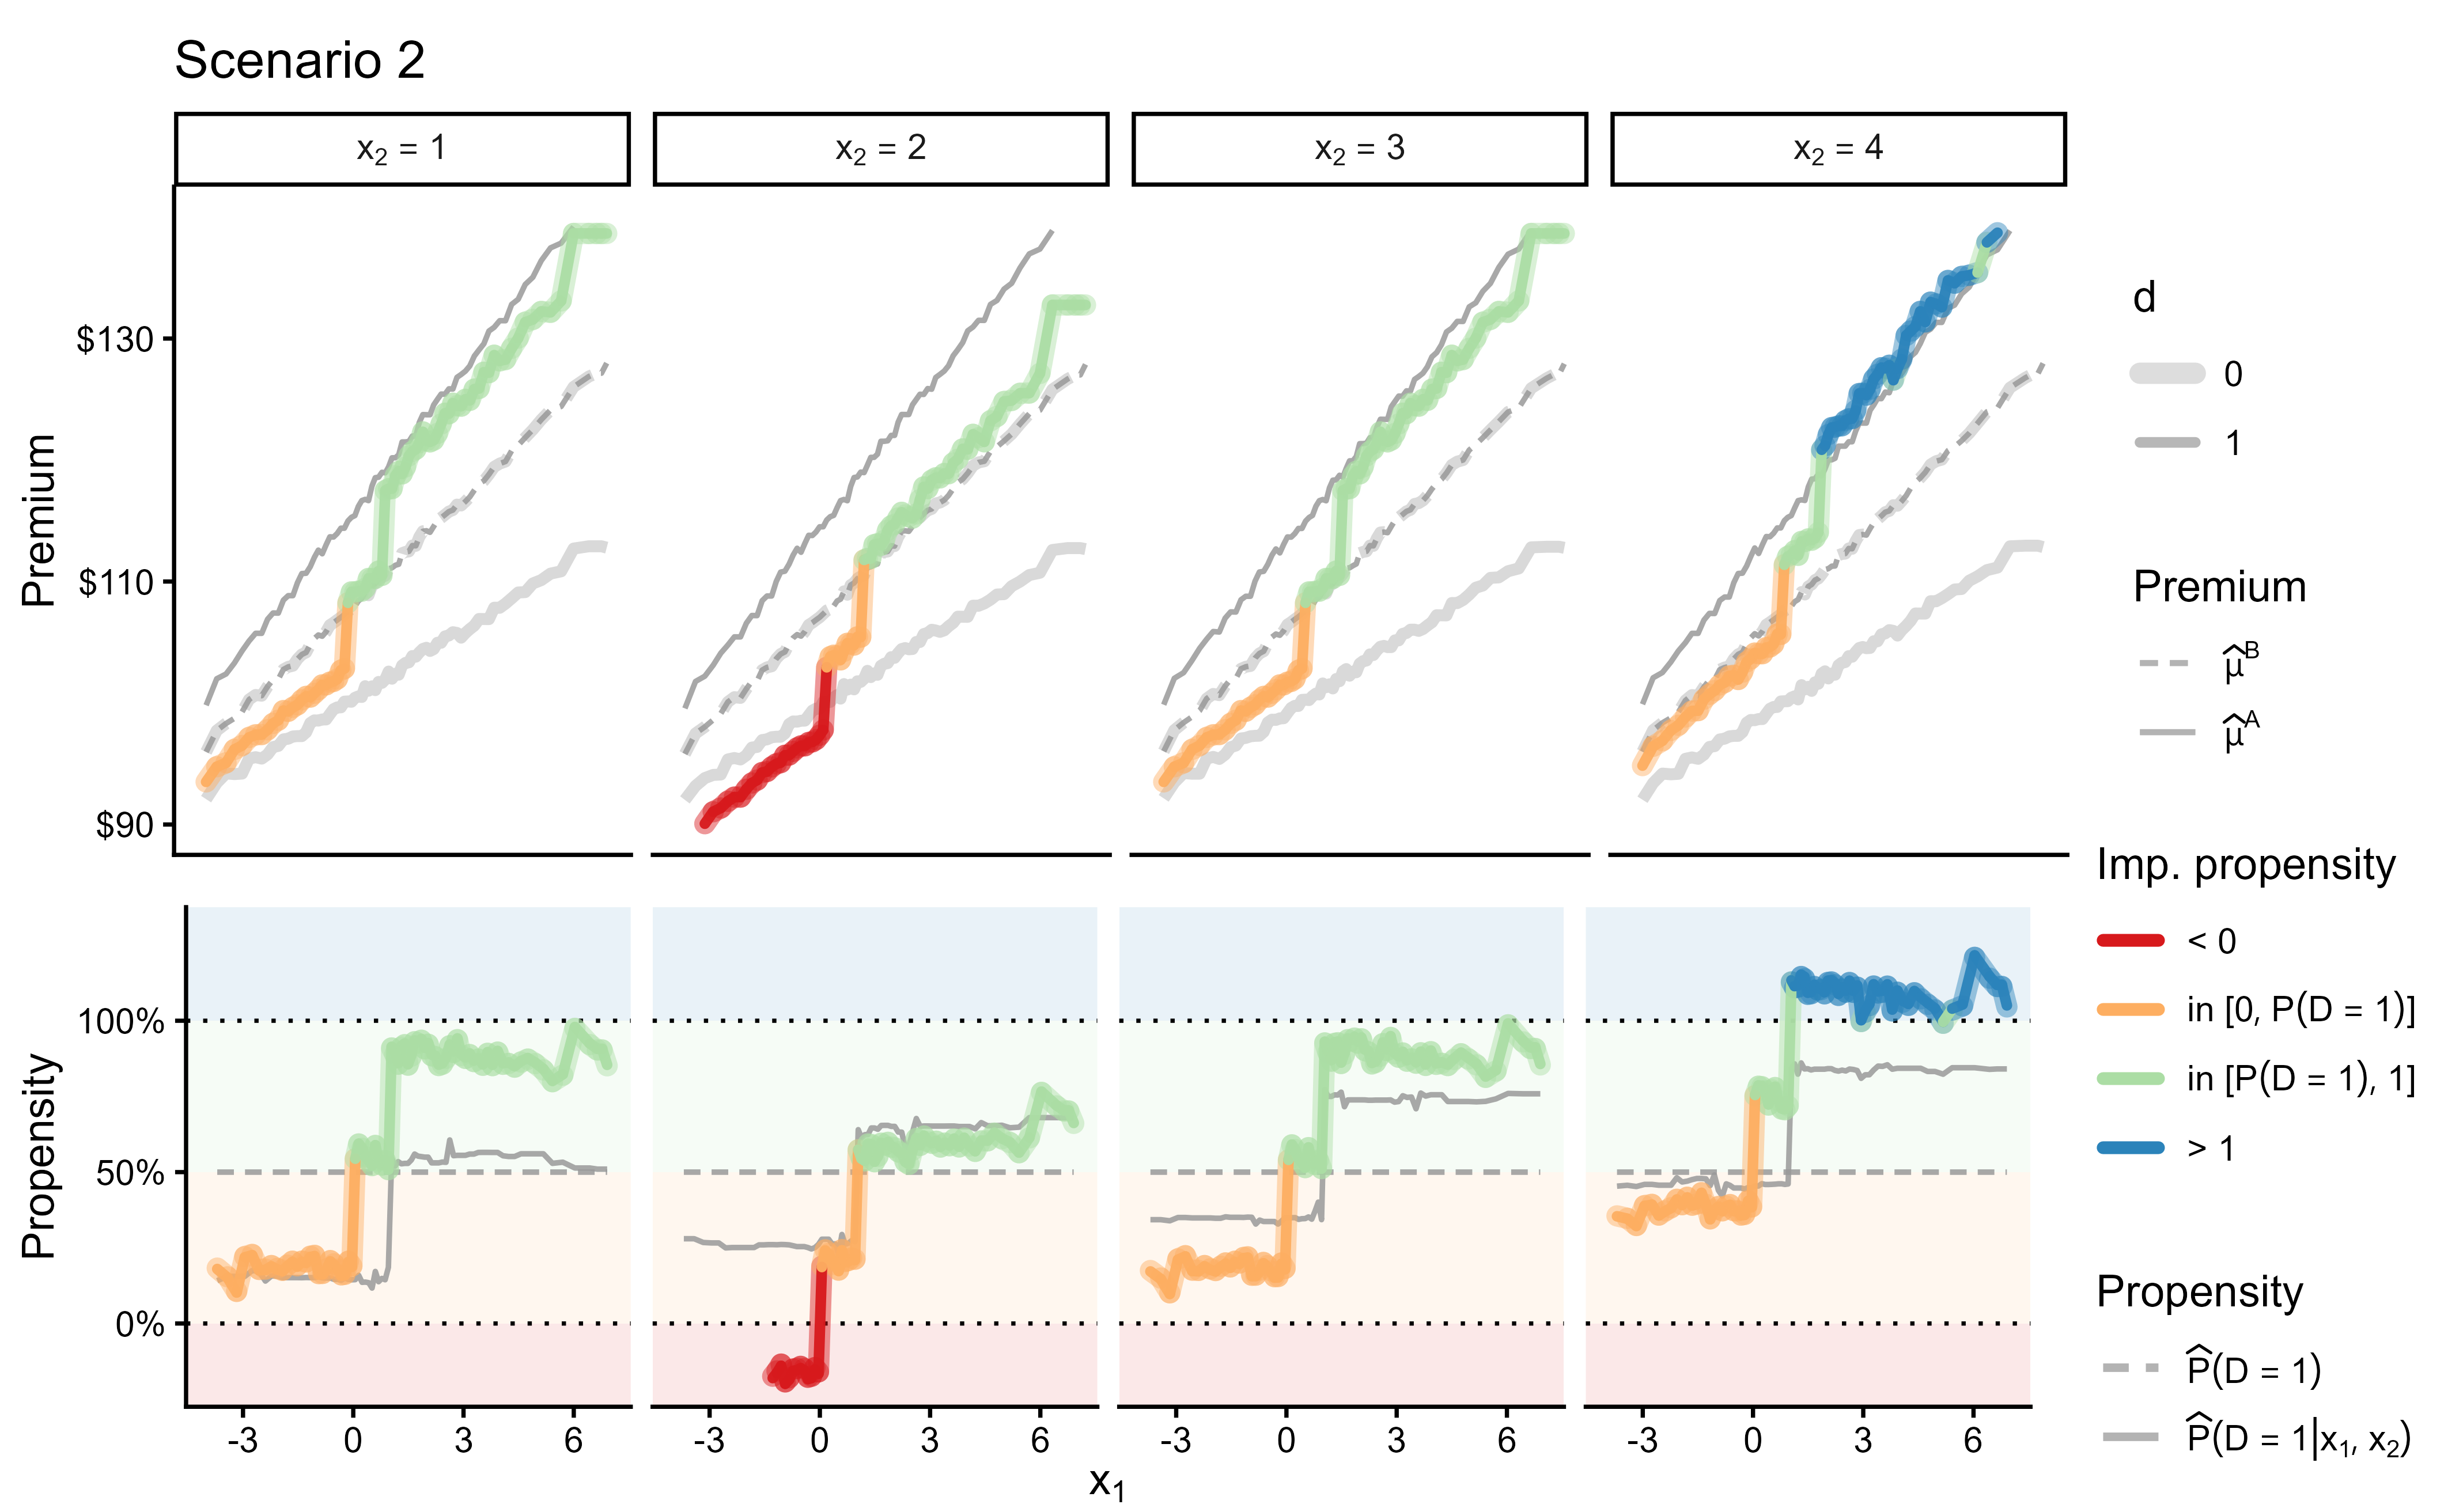 Scenario 2
x₂ = 1
x₂ = 2
x₂ = 3
x₂ = 4
Premium
$130
$110
$90
d
0
1
Premium
μ̂ᴮ
μ̂ᴬ
Propensity
100%
50%
0%
-3 0 3 6
-3 0 3 6
-3 0 3 6
-3 0 3 6
x₁
Imp. propensity
< 0
in [0, P(D = 1)]
in [P(D = 1), 1]
> 1
Propensity
P̂(D = 1)
P̂(D = 1|x₁, x₂)